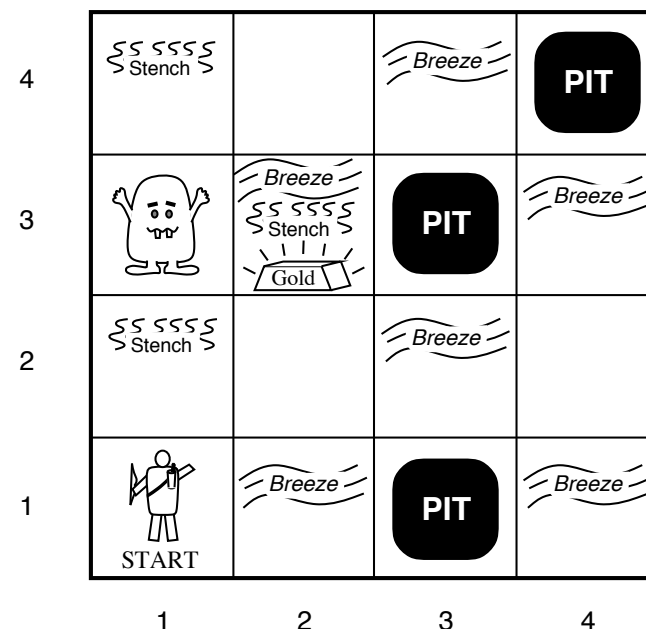 4
Stench
Breeze
PIT
3
Breeze
Stench
Gold
PIT
Breeze
2
Stench
Breeze
1
START
Breeze
PIT
Breeze
1 2 3 4